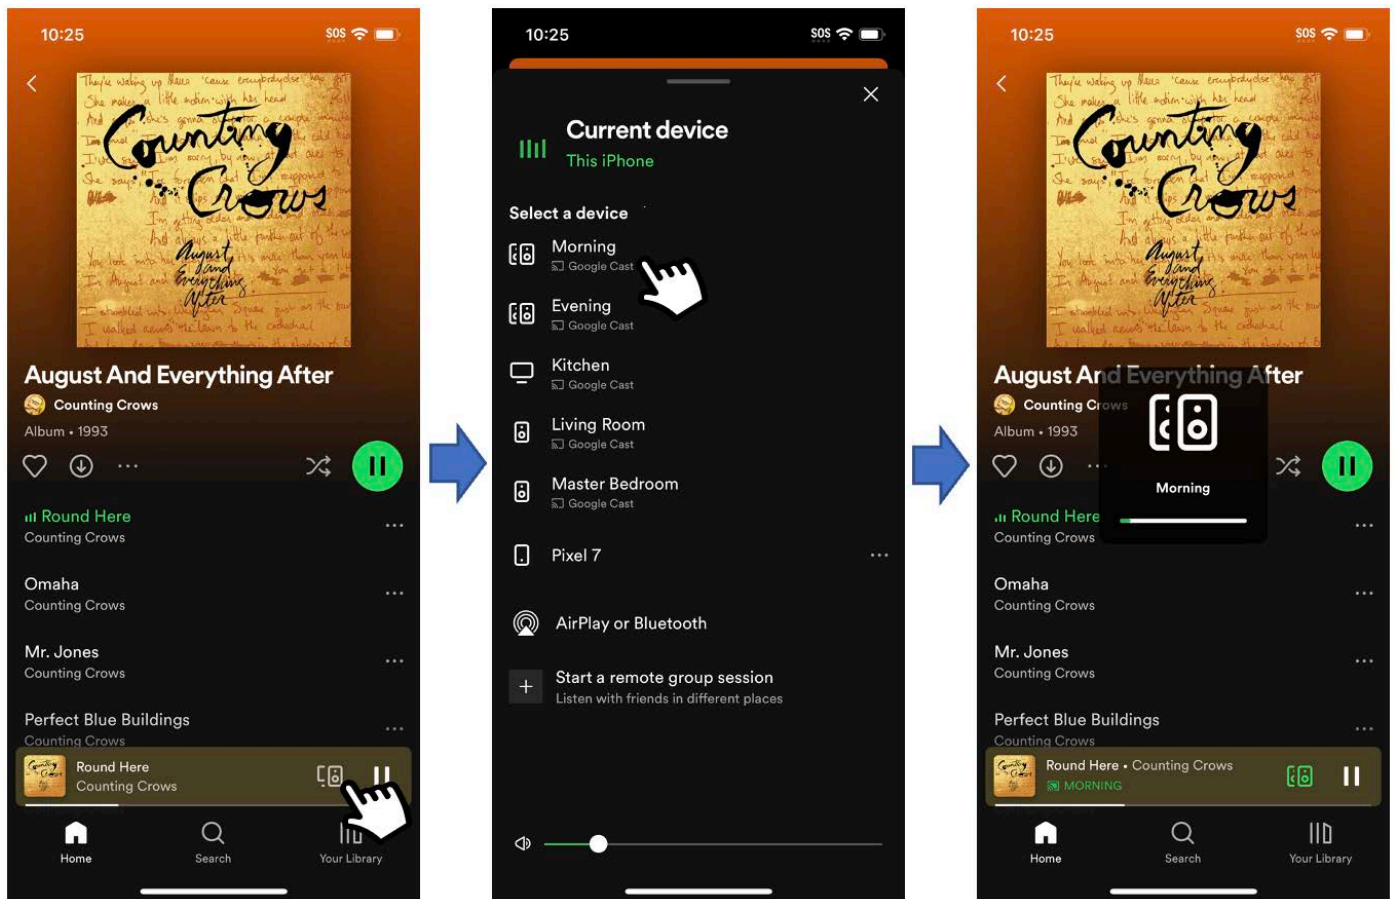 10:25
SOS
Counting
Crows
August
and
Everything
After
August And Everything After
Counting Crows
Album • 1993
Round Here
Counting Crows
Omaha
Counting Crows
Mr. Jones
Counting Crows
Perfect Blue Buildings
Counting Crows
Round Here
Counting Crows
Home
Search
Your Library
10:25
SOS
Current device
This iPhone
Select a device
Morning
Google Cast
Evening
Google Cast
Kitchen
Google Cast
Living Room
Google Cast
Master Bedroom
Google Cast
Pixel 7
AirPlay or Bluetooth
Start a remote group session
Listen with friends in different places
10:25
SOS
Counting
Crows
August
and
Everything
After
August And Everything After
Counting Crows
Album • 1993
Morning
Round Here
Counting Crows
Omaha
Counting Crows
Mr. Jones
Counting Crows
Perfect Blue Buildings
Counting Crows
Round Here • Counting Crows
MORNING
Home
Search
Your Library